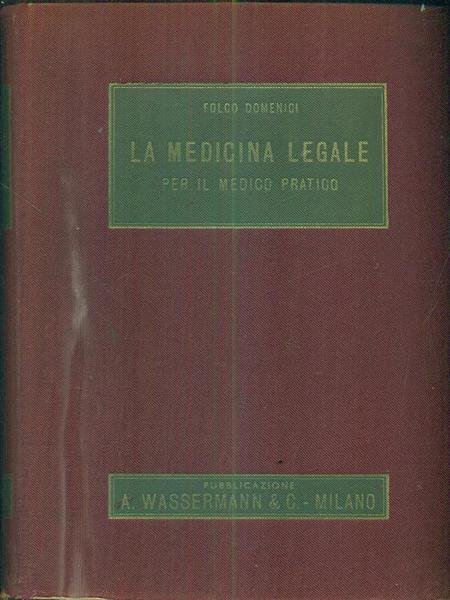 FOLCO DOMENICI
LA MEDICINA LEGALE
PER IL MEDICO PRATICO
PUBBLICAZIONE
A. WASSERMANN & C. - MILANO